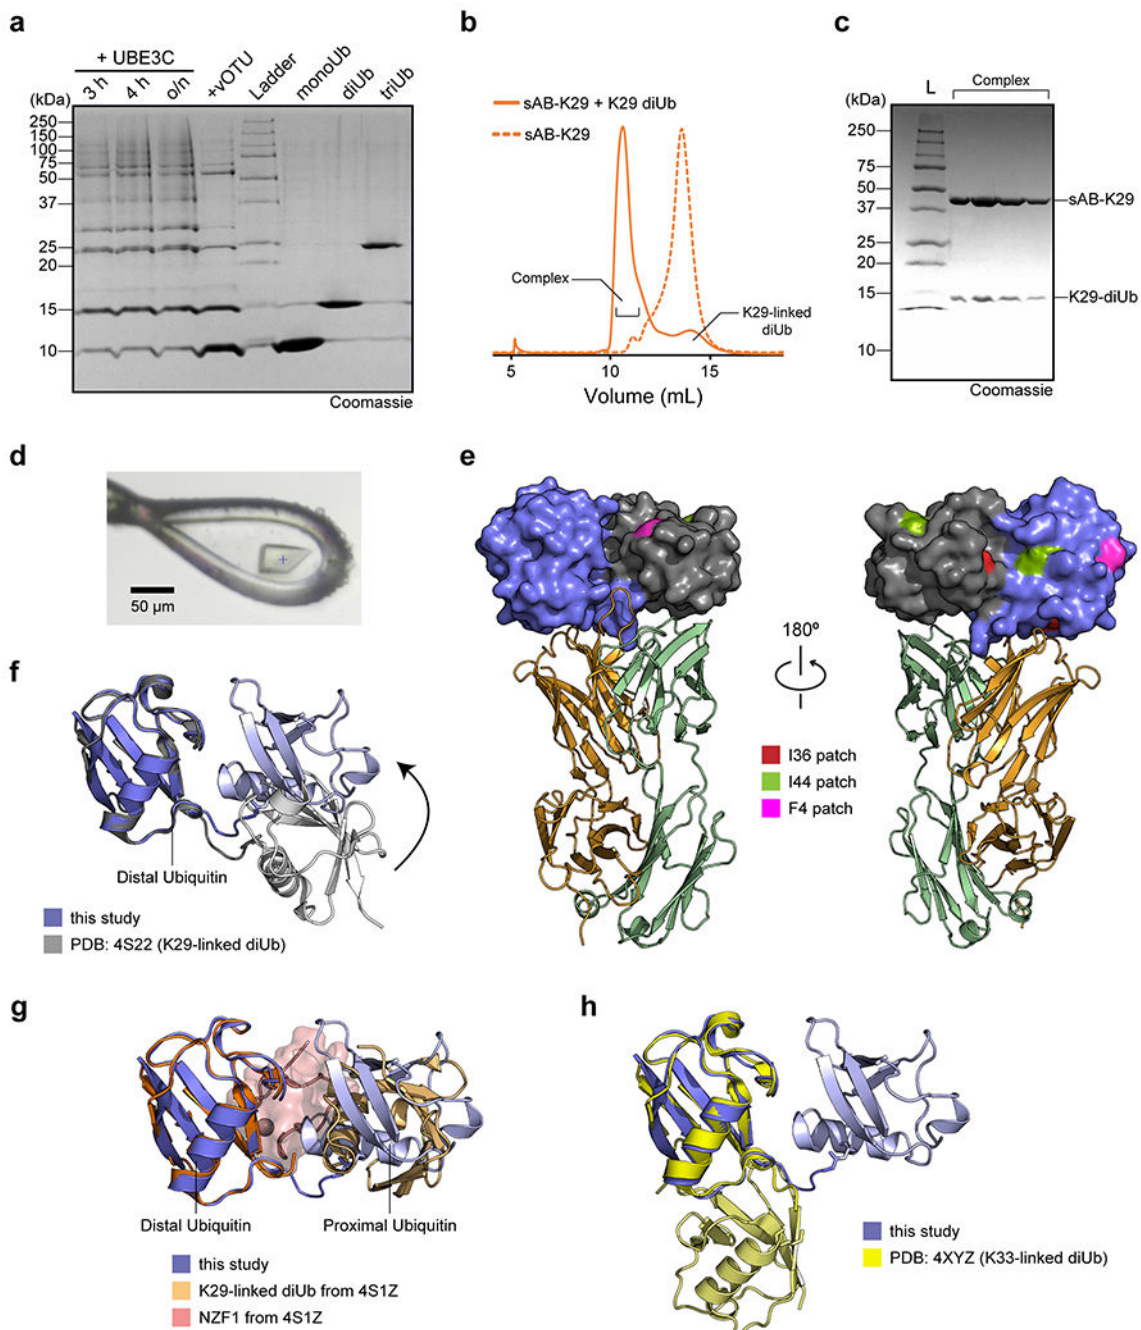 a
+ UBE3C
3 h
4 h
o/n
+vOTU
Ladder
monoUb
diUb
triUb
(kDa)
250
150
100
75
50
37
25
20
15
10
Coomassie
b
sAB-K29 + K29 diUb
sAB-K29
Complex
K29-linked
diUb
5
10
15
Volume (mL)
c
L
Complex
(kDa)
250
75
50
37
25
20
15
10
sAB-K29
K29-diUb
Coomassie
d
50 µm
e
180º
I36 patch
I44 patch
F4 patch
f
Distal Ubiquitin
this study
PDB: 4S22 (K29-linked diUb)
g
Distal Ubiquitin
Proximal Ubiquitin
this study
K29-linked diUb from 4S1Z
NZF1 from 4S1Z
h
this study
PDB: 4XYZ (K33-linked diUb)